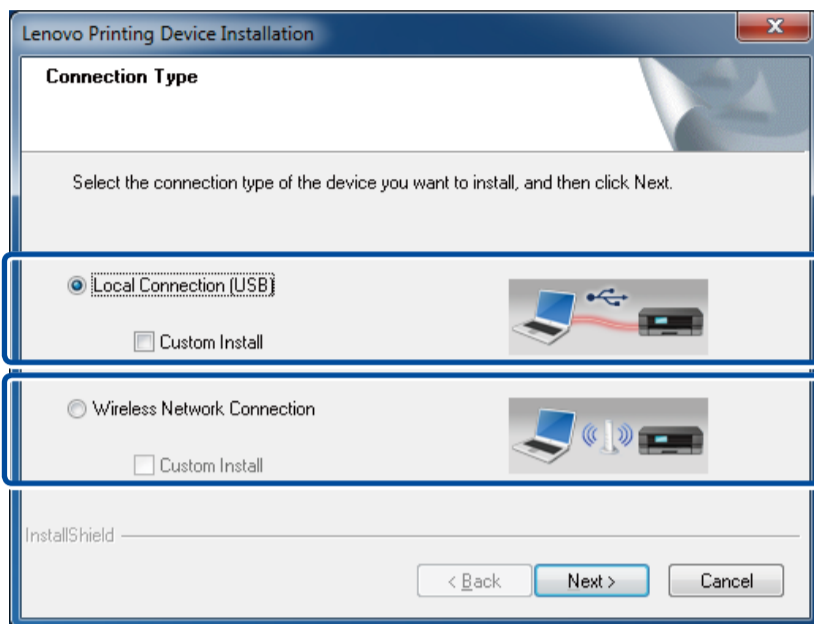 Lenovo Printing Device Installation
Connection Type
Select the connection type of the device you want to install, and then click Next.
Local Connection (USB)
Custom Install
Wireless Network Connection
Custom Install
InstallShield
< Back Next > Cancel